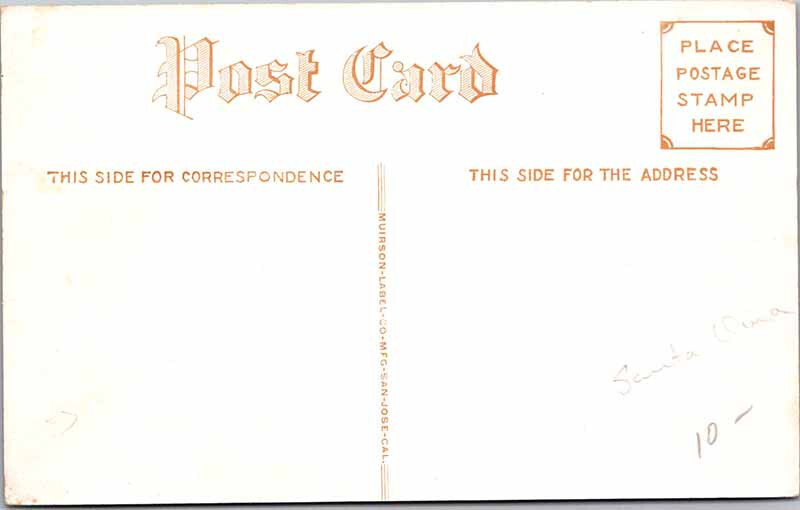 Post Card
PLACE
POSTAGE
STAMP
HERE
THIS SIDE FOR CORRESPONDENCE
THIS SIDE FOR THE ADDRESS
MUIRSON-LABEL-CO-MFG-SAN-JOSE-CAL.
Santa
10-